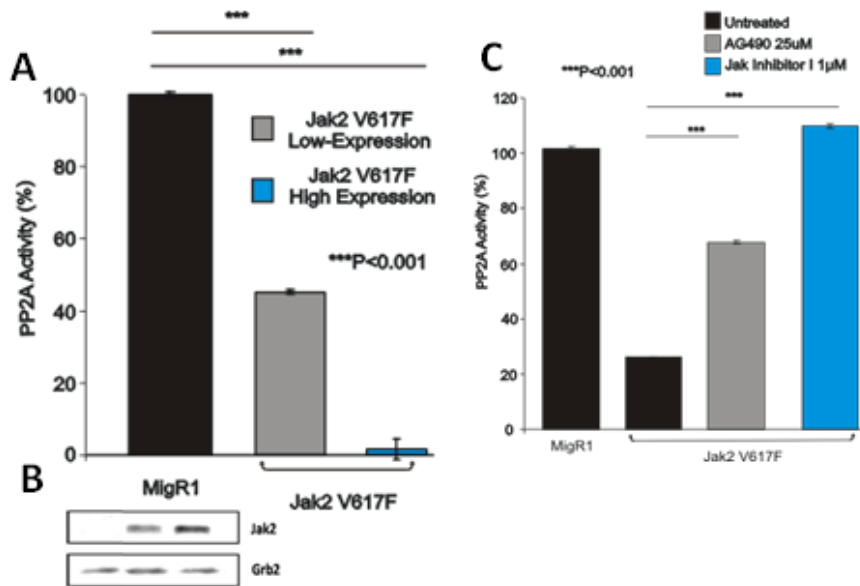 A
***
***
100
80
60
40
20
0
PP2A Activity (%)
Jak2 V617F
Low-Expression
Jak2 V617F
High Expression
***P<0.001
MigR1
Jak2 V617F
B
Jak2
Grb2
C
Untreated
AG490 25uM
Jak Inhibitor I 1µM
***P<0.001
***
***
120
100
80
60
40
20
0
PP2A Activity (%)
MigR1
Jak2 V617F